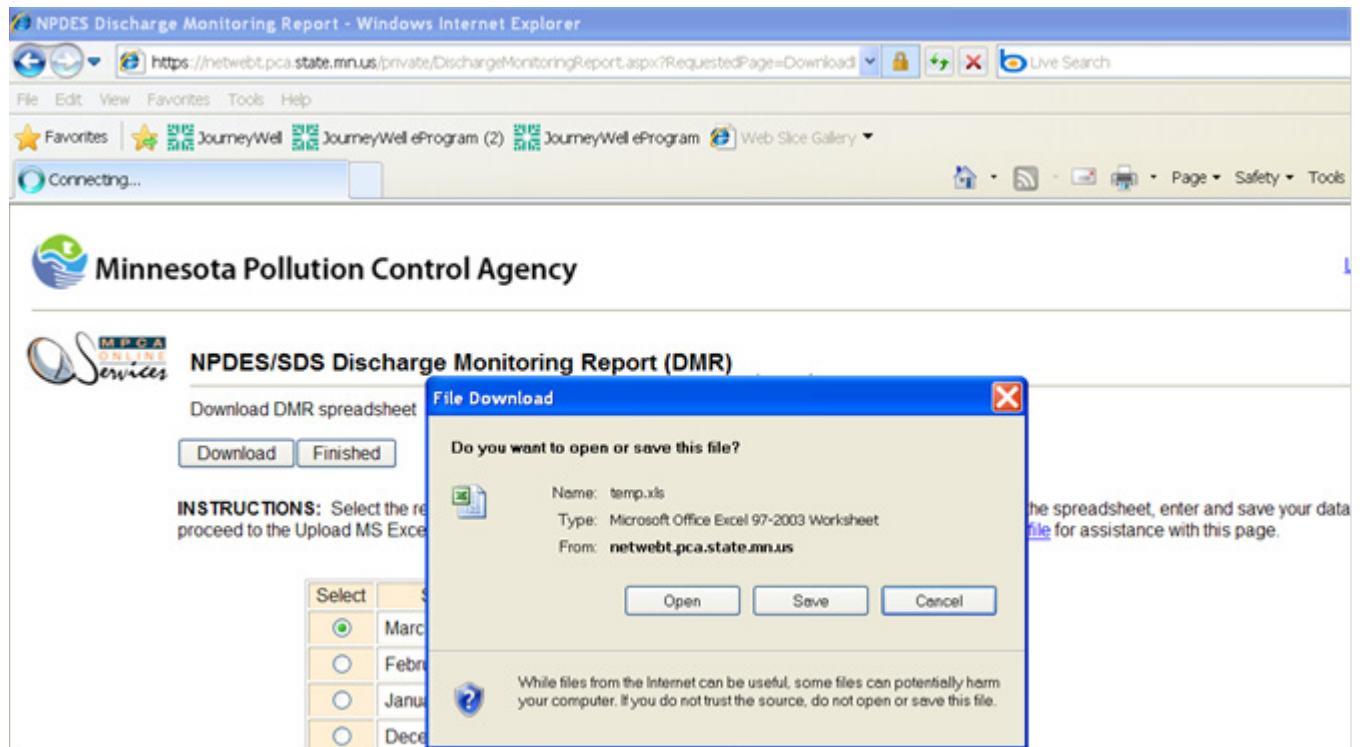 NPDES Discharge Monitoring Report - Windows Internet Explorer
https://netwebt.pca.state.mn.us/private/DischargeMonitoringReport.aspx?RequestedPage=Download
Live Search
File Edit View Favorites Tools Help
Favorites JourneyWell JourneyWell eProgram (2) JourneyWell eProgram Web Slice Gallery
Connecting...
Page Safety Tools
Minnesota Pollution Control Agency
L
MPCA
ONLINE
Services
NPDES/SDS Discharge Monitoring Report (DMR)
Download DMR spreadsheet
Download Finished
INSTRUCTIONS: Select the re
he spreadsheet, enter and save your data
proceed to the Upload MS Exce
file for assistance with this page.
Select S
Marc
Febru
Janua
Dece
File Download
Do you want to open or save this file?
Name: temp.xls
Type: Microsoft Office Excel 97-2003 Worksheet
From: netwebt.pca.state.mn.us
Open Save Cancel
While files from the Internet can be useful, some files can potentially harm
your computer. If you do not trust the source, do not open or save this file.